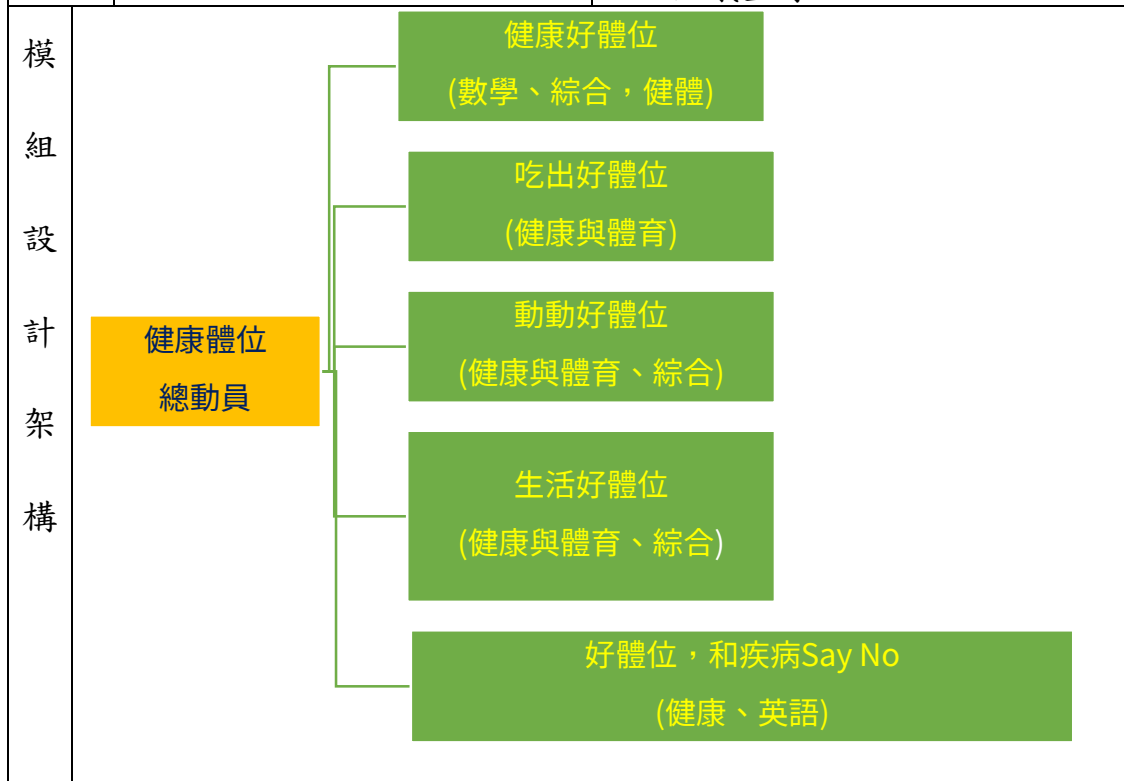 模
組
設
計
架
構
健康體位
總動員
健康好體位
(數學、綜合，健體)
吃出好體位
(健康與體育)
動動好體位
(健康與體育、綜合)
生活好體位
(健康與體育、綜合)
好體位，和疾病Say No
(健康、英語)